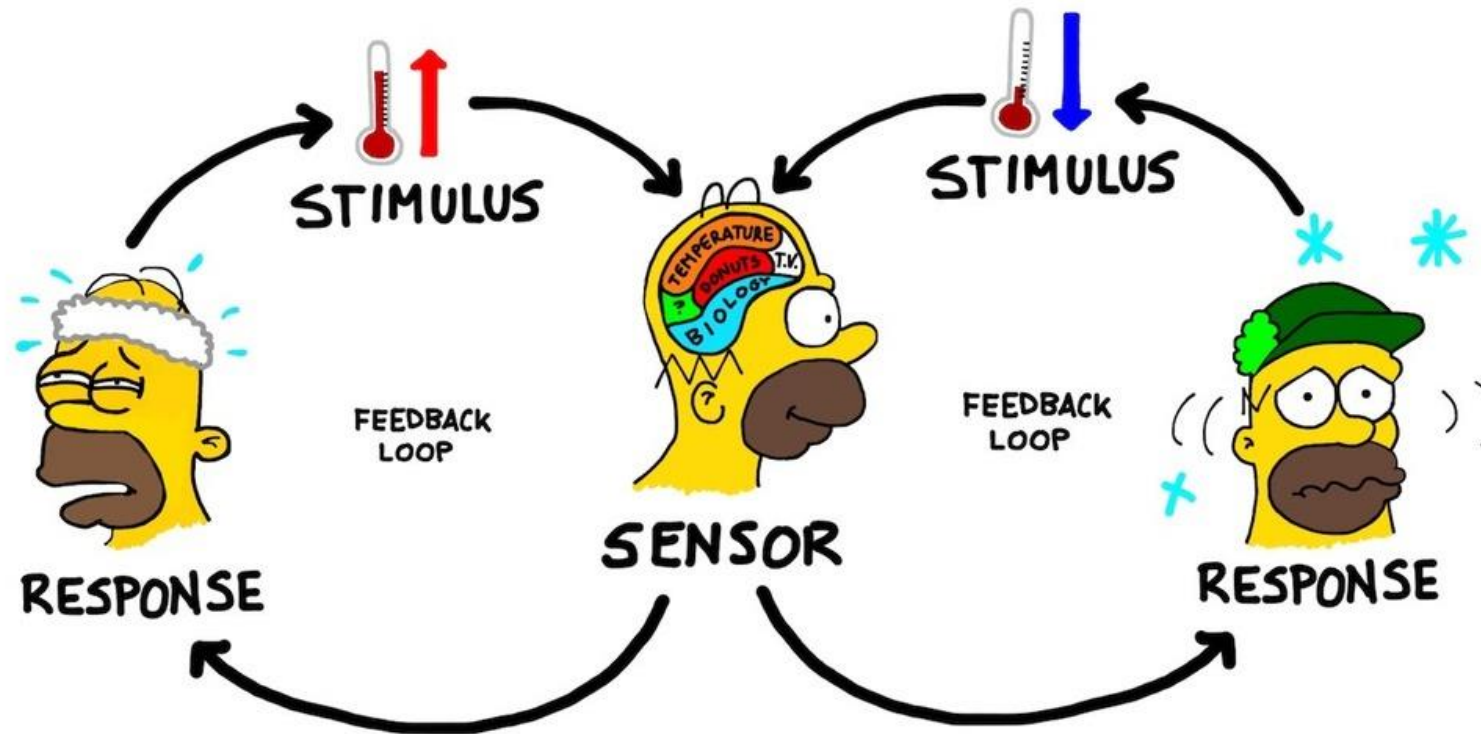 STIMULUS
STIMULUS
TEMPERATURE
DONUTS
T.V.
?
BIOLOGY
FEEDBACK
LOOP
FEEDBACK
LOOP
SENSOR
RESPONSE
RESPONSE